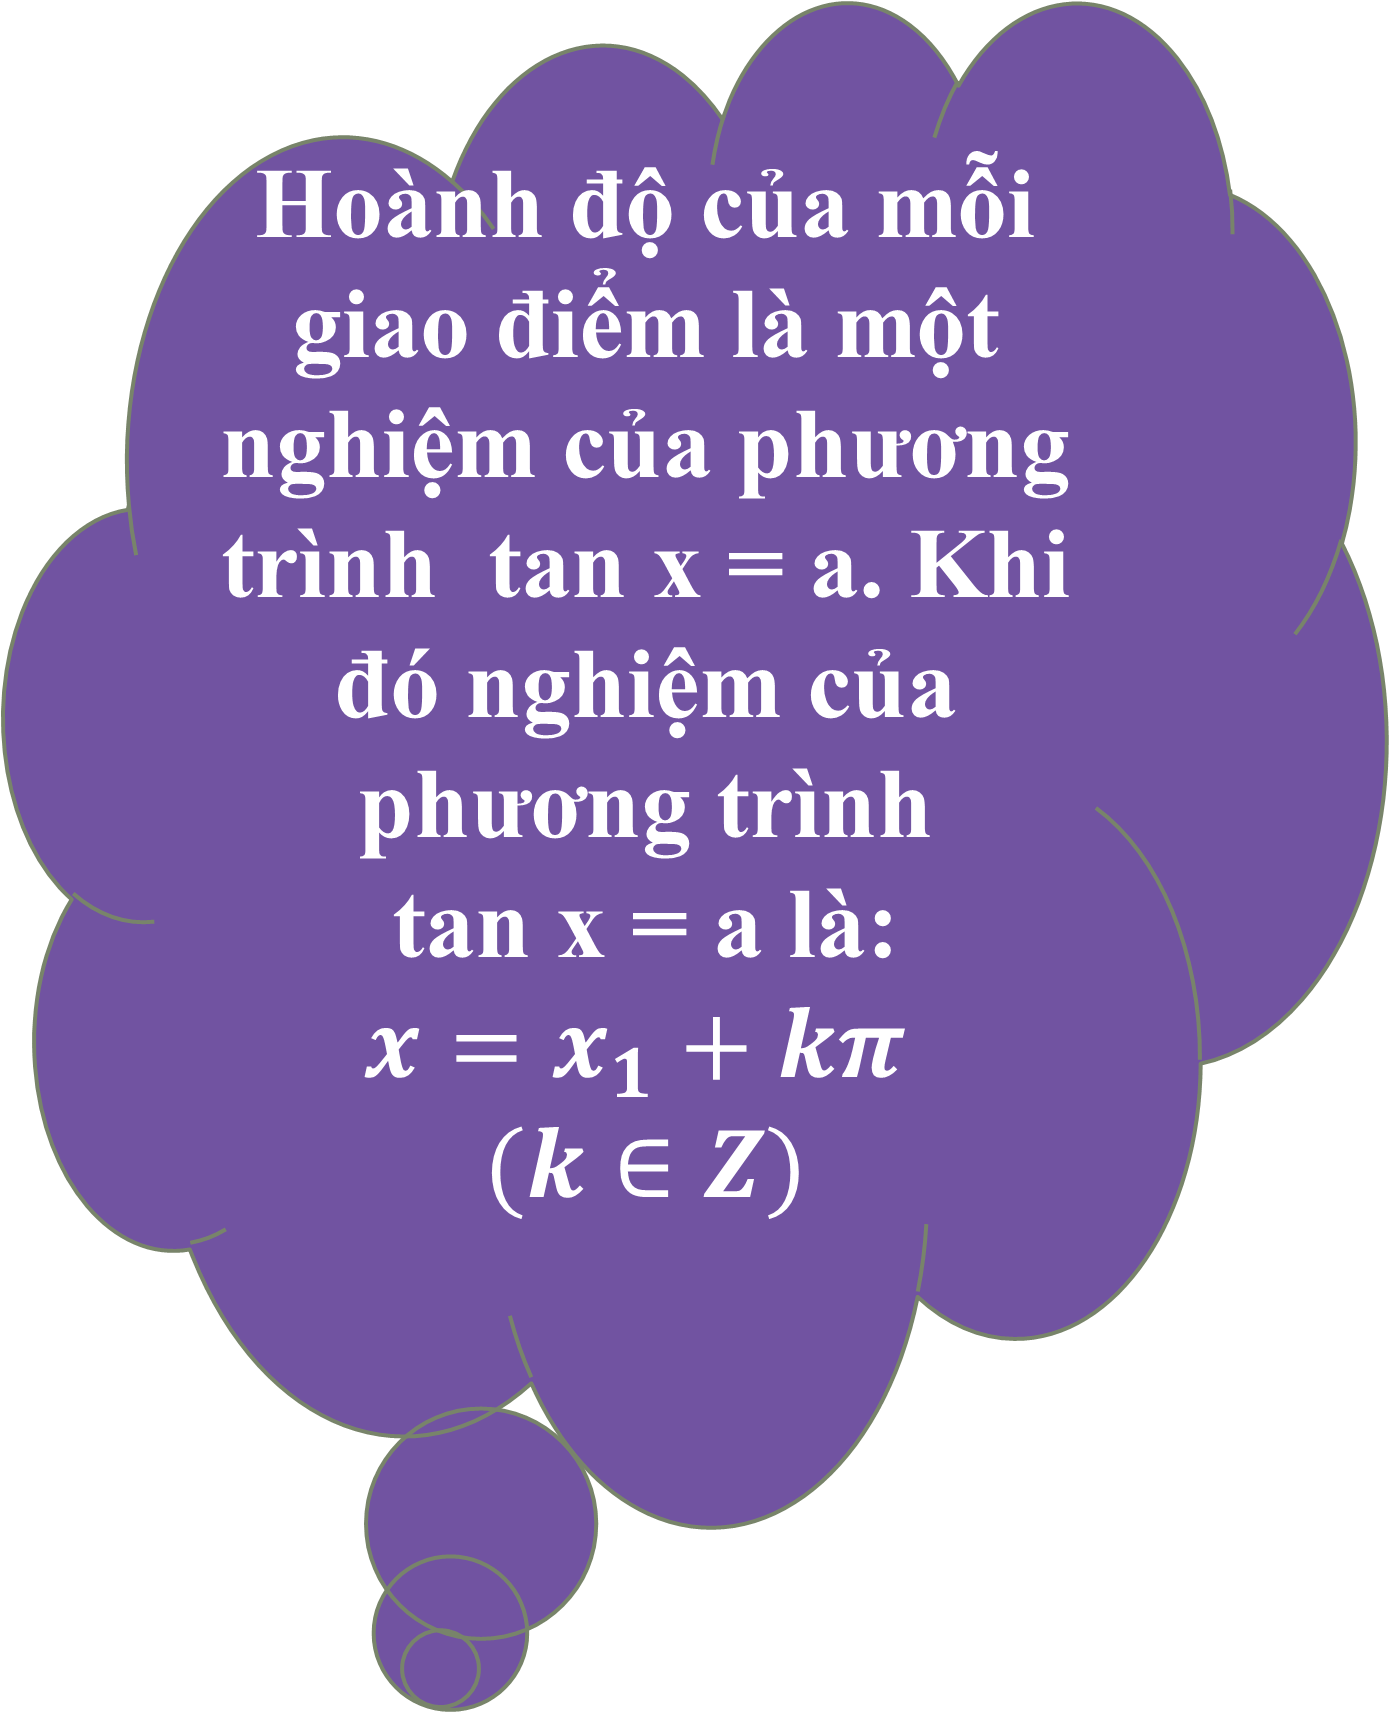 Hoành độ của mỗi
giao điểm là một
nghiệm của phương
trình tan x = a. Khi
đó nghiệm của
phương trình
tan x = a là:
𝒙 = 𝒙₁ + 𝒌𝝅
(𝒌 ∈ 𝒁)